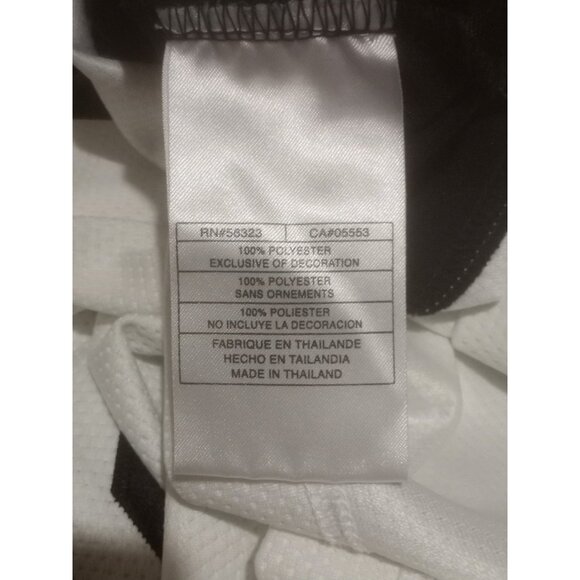 RN#56323 CA#05553
100% POLYESTER
EXCLUSIVE OF DECORATION
100% POLYESTER
SANS ORNEMENTS
100% POLIESTER
NO INCLUYE LA DECORACION
FABRIQUE EN THAILANDE
HECHO EN TAILANDIA
MADE IN THAILAND